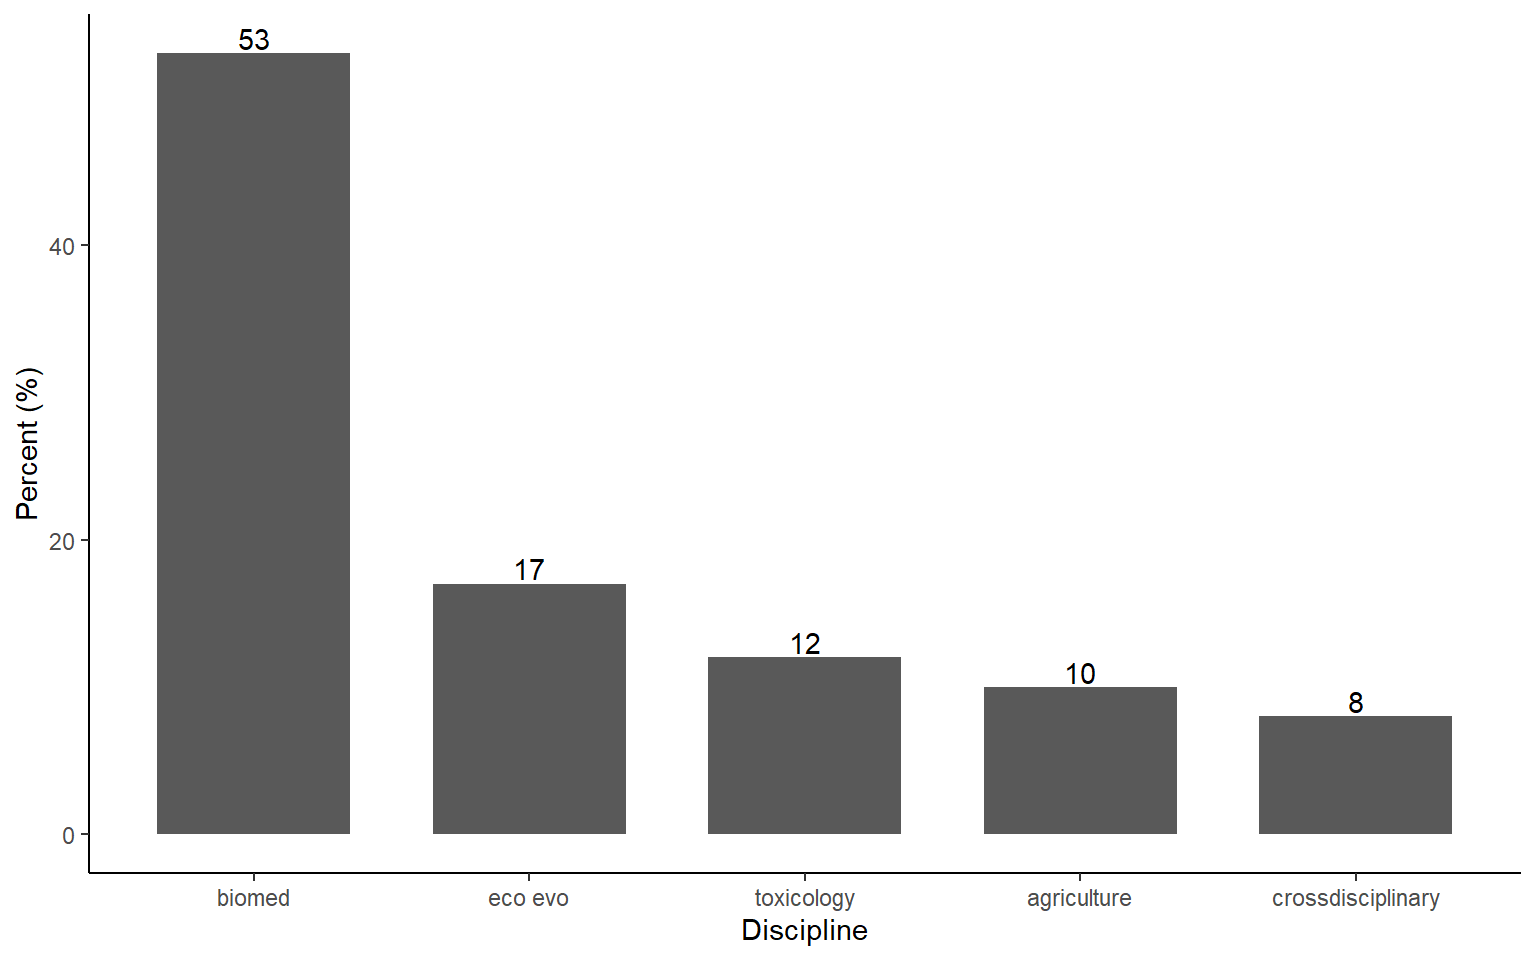 53
40
17
20
12
10
8
0
Percent (%)
biomed
eco evo
toxicology
agriculture
crossdisciplinary
Discipline